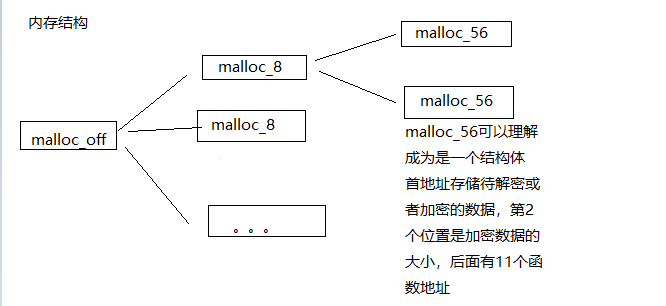 内存结构
malloc_56
malloc_8
malloc_56
malloc_8
malloc_off
malloc_56可以理解
成为是一个结构体
首地址存储待解密或
者加密的数据，第2
个位置是加密数据的
大小，后面有11个函
数地址
。。。